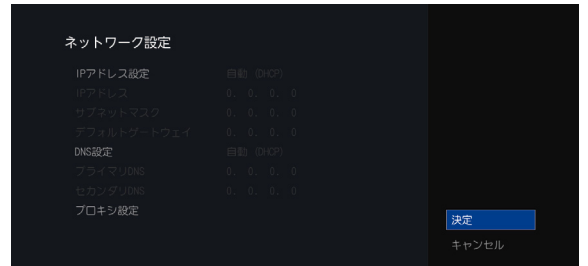 ネットワーク設定
IPアドレス設定 自動 (DHCP)
IPアドレス 0. 0. 0. 0
サブネットマスク 0. 0. 0. 0
デフォルトゲートウェイ 0. 0. 0. 0
DNS設定 自動 (DHCP)
プライマリDNS 0. 0. 0. 0
セカンダリDNS 0. 0. 0. 0
プロキシ設定
決定
キャンセル